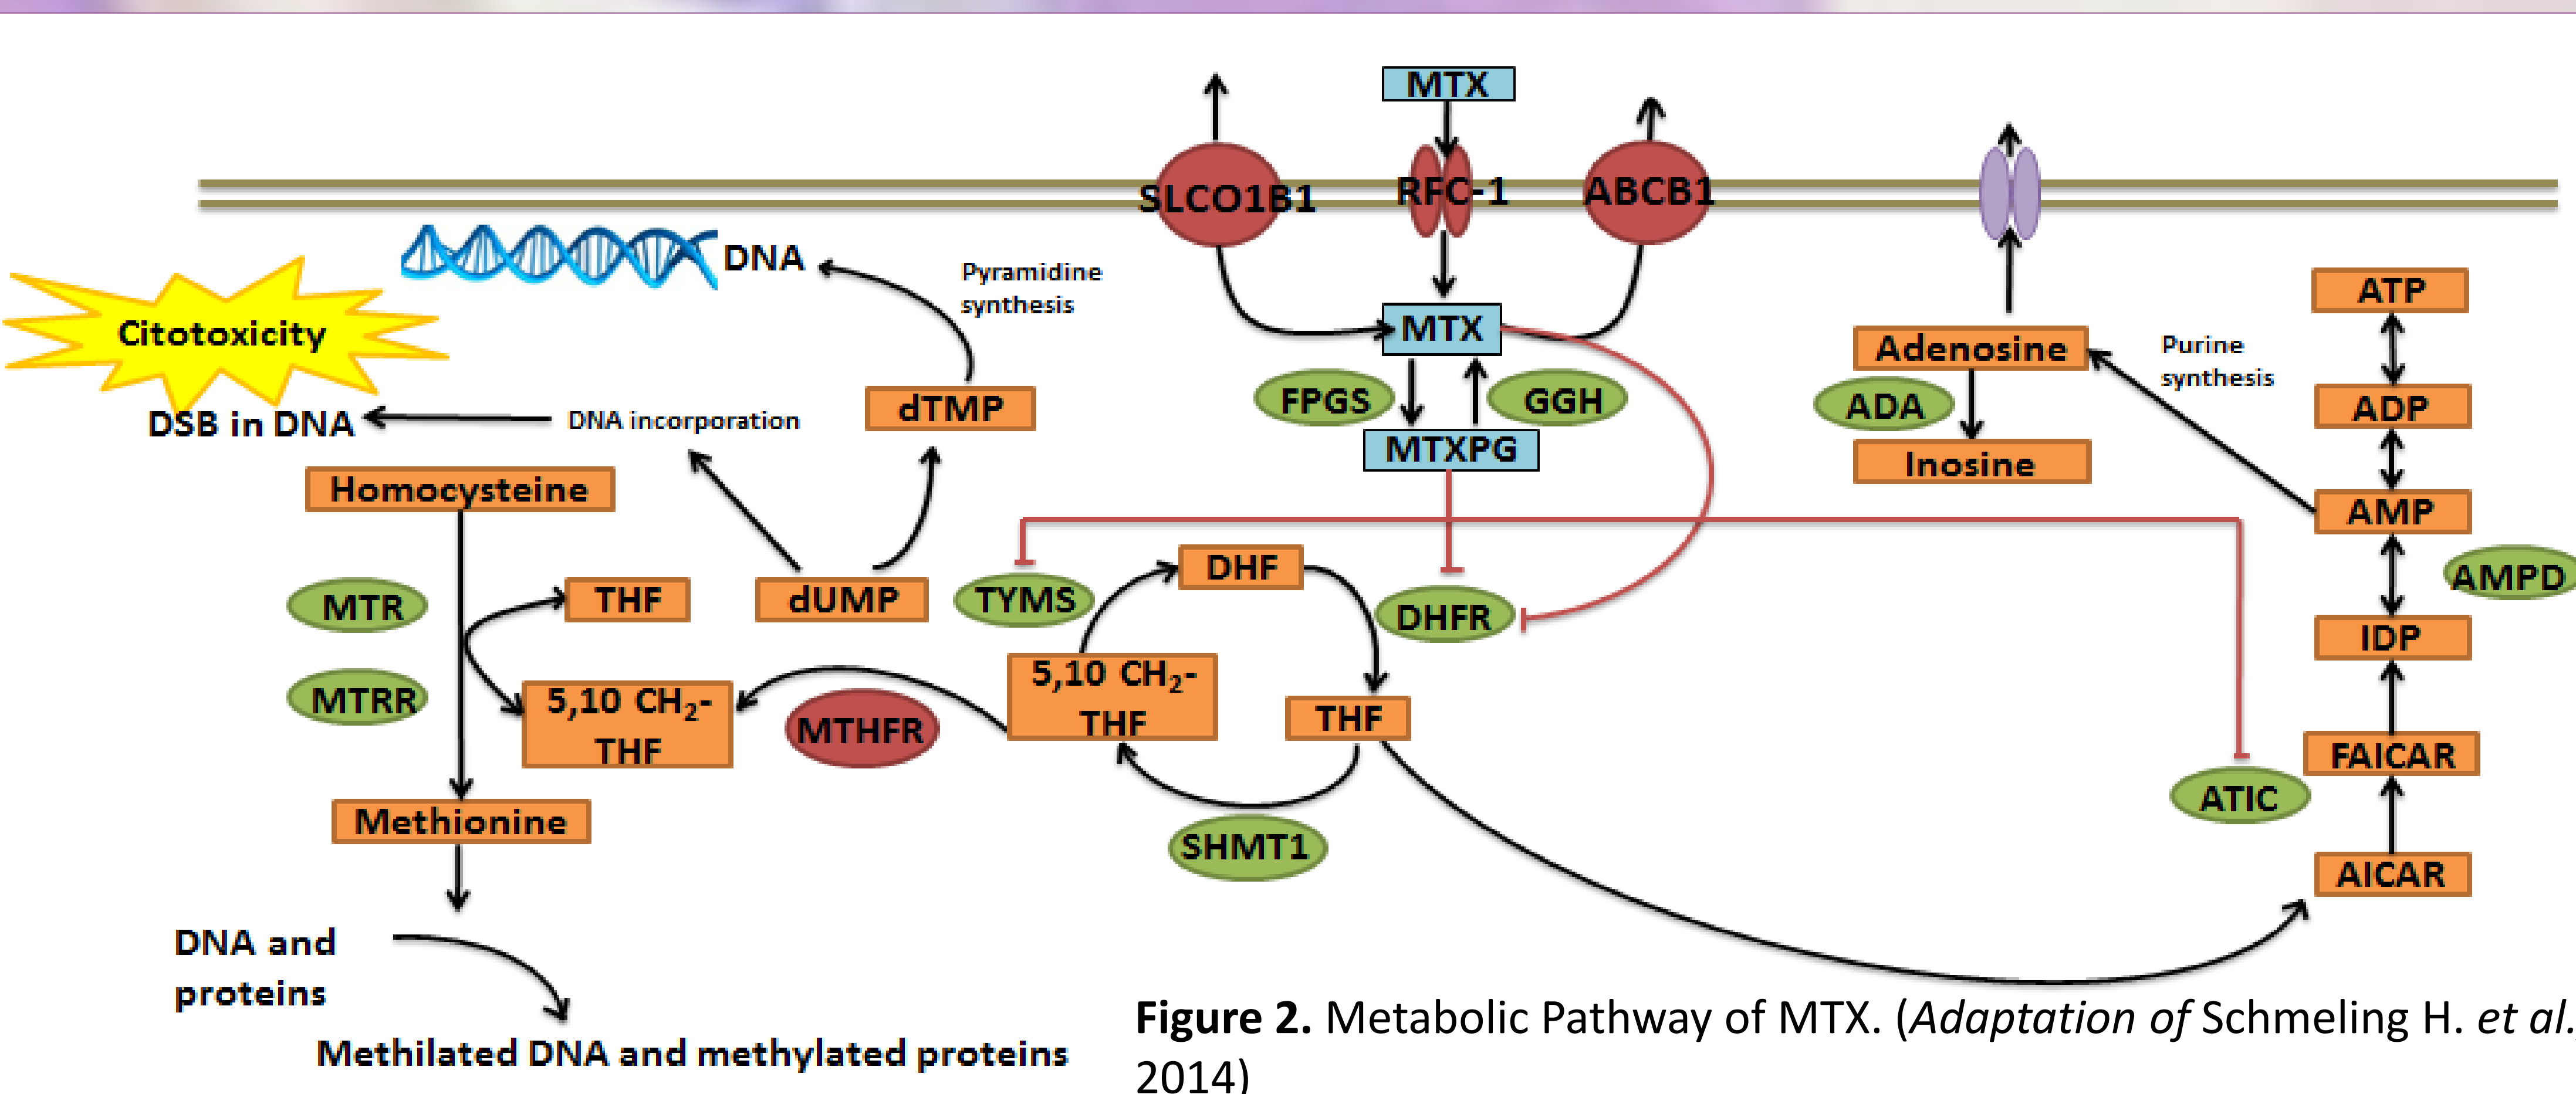 MTX
SLCO1B1
RFC-1
ABCB1
DNA
Pyramidine
synthesis
Citotoxicity
DSB in DNA
DNA incorporation
dTMP
MTX
FPGS
GGH
MTXPG
Adenosine
ADA
Inosine
Purine
synthesis
ATP
ADP
AMP
AMPD
IDP
FAICAR
ATIC
AICAR
Homocysteine
MTR
MTRR
THF
dUMP
TYMS
DHF
DHFR
5,10 CH₂-
THF
MTHFR
5,10 CH₂-
THF
THF
SHMT1
Methionine
DNA and
proteins
Methilated DNA and methylated proteins
Figure 2. Metabolic Pathway of MTX. (Adaptation of Schmeling H. et al.,
2014)